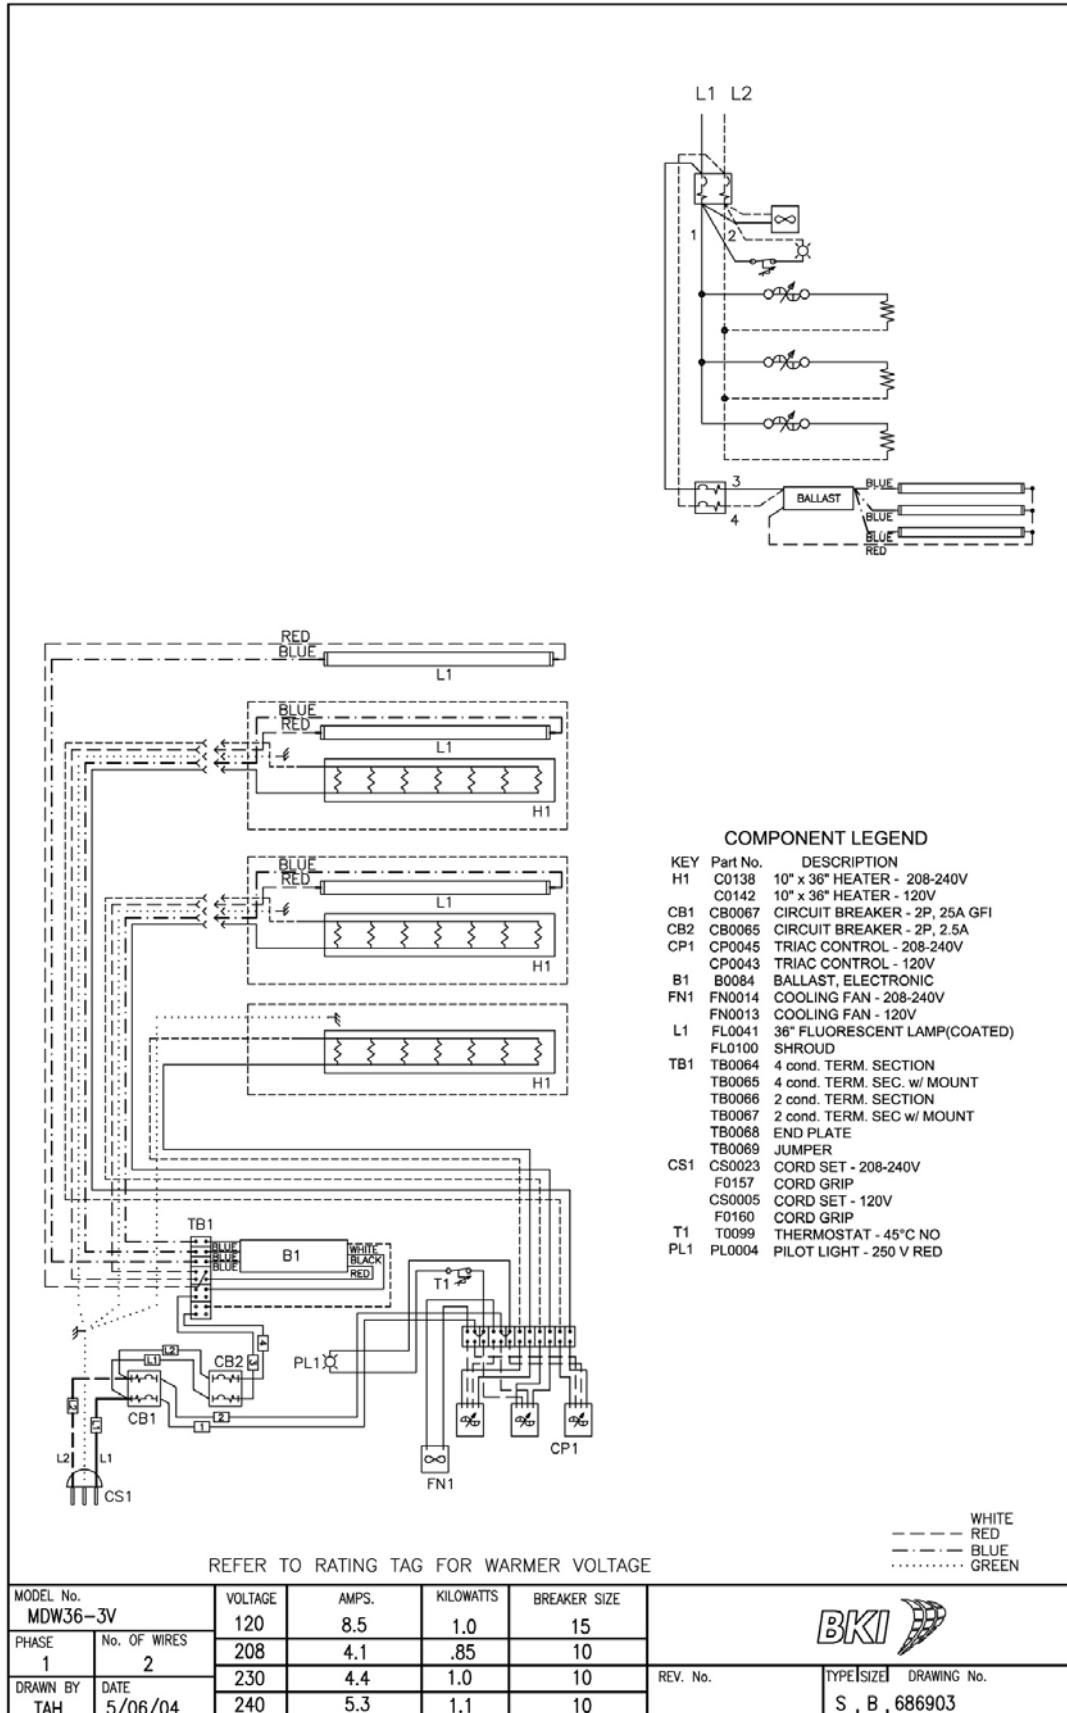 L1 L2
1 2
3
BALLAST
4
BLUE
BLUE
BLUE
RED
RED
BLUE
L1
BLUE
RED
L1
H1
BLUE
RED
L1
H1
H1
TB1
BLUE
BLUE
BLUE
B1
WHITE
BLACK
RED
T1
4
3
L2
L1
CB2
PL1
CB1
2
1
L2
L1
CP1
L2 L1
FN1
CS1
COMPONENT LEGEND
KEY Part No. DESCRIPTION
H1 C0138 10" x 36" HEATER - 208-240V
C0142 10" x 36" HEATER - 120V
CB1 CB0067 CIRCUIT BREAKER - 2P, 25A GFI
CB2 CB0065 CIRCUIT BREAKER - 2P, 2.5A
CP1 CP0045 TRIAC CONTROL - 208-240V
CP0043 TRIAC CONTROL - 120V
B1 B0084 BALLAST, ELECTRONIC
FN1 FN0014 COOLING FAN - 208-240V
FN0013 COOLING FAN - 120V
L1 FL0041 36" FLUORESCENT LAMP(COATED)
FL0100 SHROUD
TB1 TB0064 4 cond. TERM. SECTION
TB0065 4 cond. TERM. SEC. w/ MOUNT
TB0066 2 cond. TERM. SECTION
TB0067 2 cond. TERM. SEC w/ MOUNT
TB0068 END PLATE
TB0069 JUMPER
CS1 CS0023 CORD SET - 208-240V
F0157 CORD GRIP
CS0005 CORD SET - 120V
F0160 CORD GRIP
T1 T0099 THERMOSTAT - 45°C NO
PL1 PL0004 PILOT LIGHT - 250 V RED
WHITE
RED
BLUE
GREEN
REFER TO RATING TAG FOR WARMER VOLTAGE
MODEL No.
MDW36-3V
PHASE
1
No. OF WIRES
2
DRAWN BY
TAH
DATE
5/06/04
VOLTAGE AMPS. KILOWATTS BREAKER SIZE
120 8.5 1.0 15
208 4.1 .85 10
230 4.4 1.0 10
240 5.3 1.1 10
BKI
REV. No.
TYPE SIZE DRAWING No.
S , B , 686903